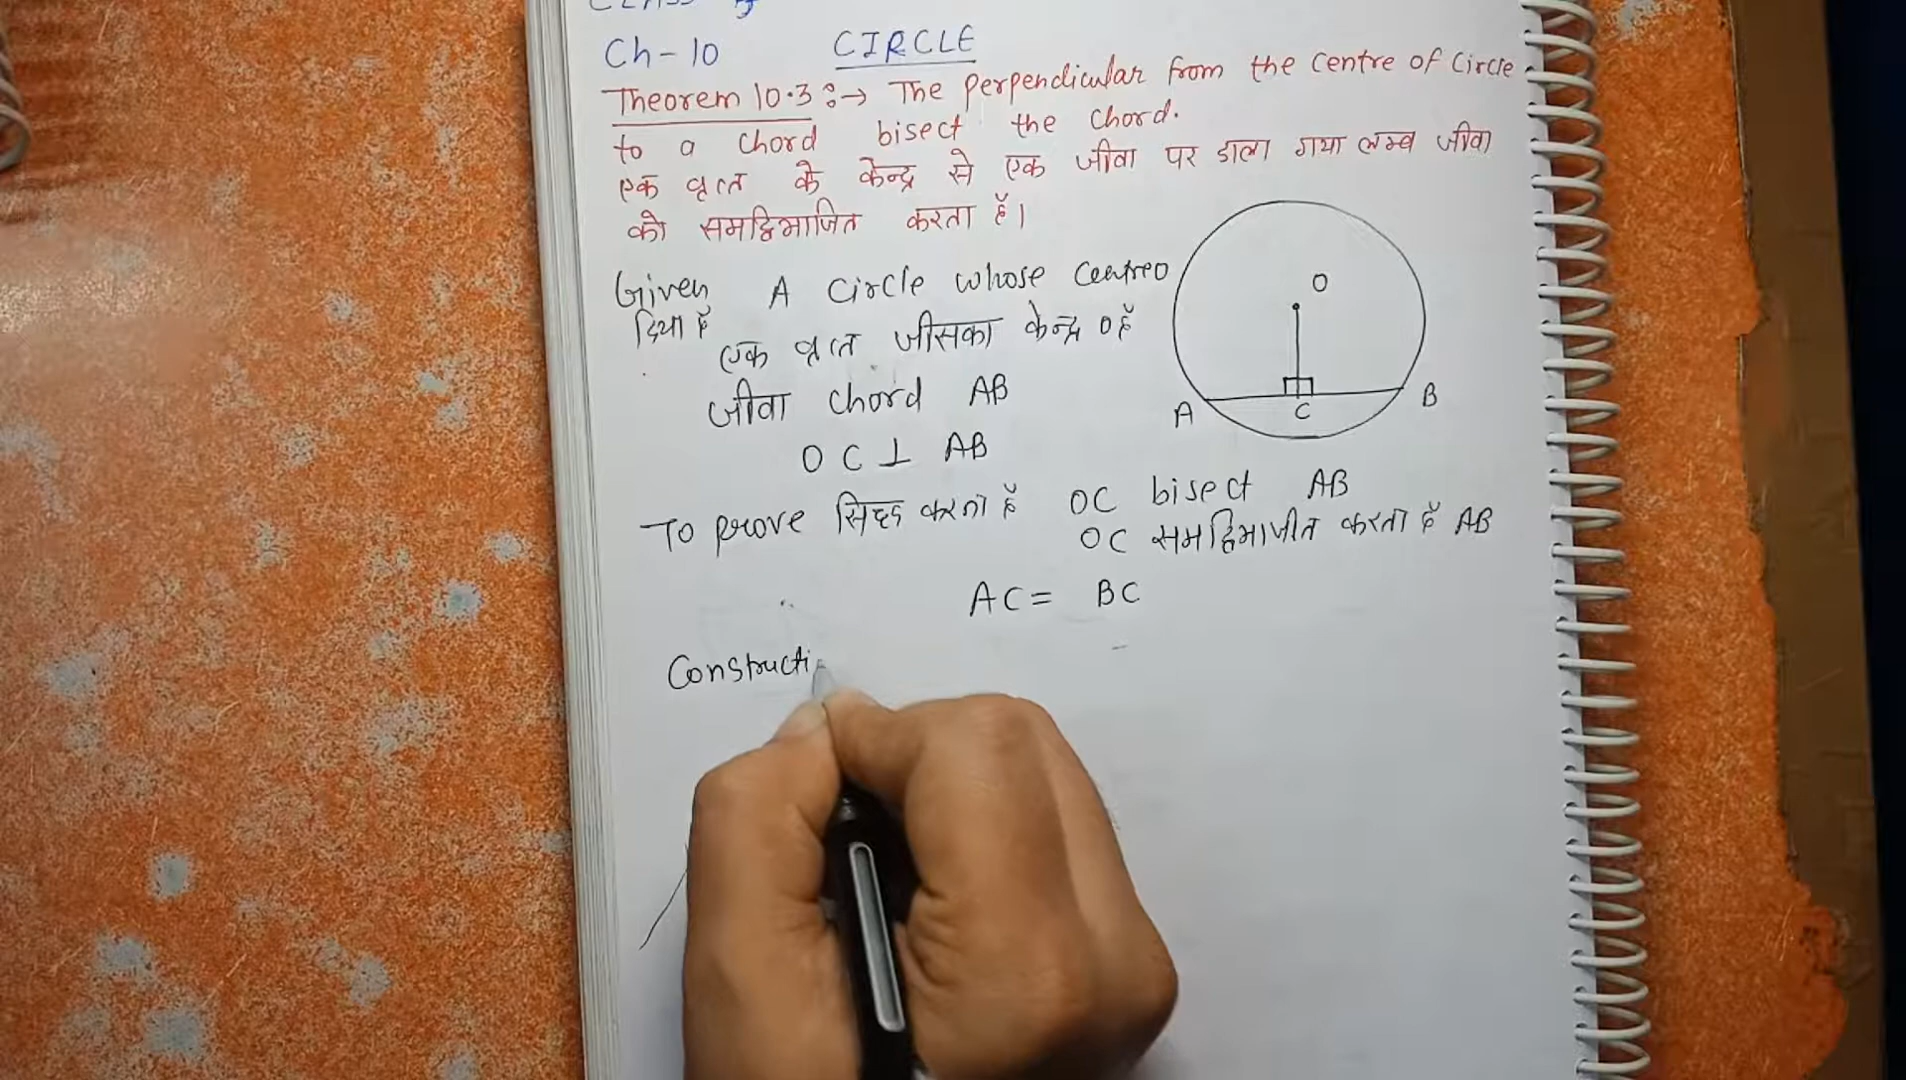 Ch-10 CIRCLE
Theorem 10.3 :→ The perpendicular from the centre of Circle
to a chord bisect the chord.
एक वृत्त के केन्द्र से एक जीवा पर डाला गया लम्ब जीवा
को समद्विभाजित करता है।
Given A Circle whose Centre O
दिया है
एक वृत्त जीसका केन्द्र O है
जीवा chord AB
OC ⊥ AB
To prove सिद्ध करना है OC bisect AB
OC समद्विभाजीत करता है AB
AC = BC
Constructi
O
A C B